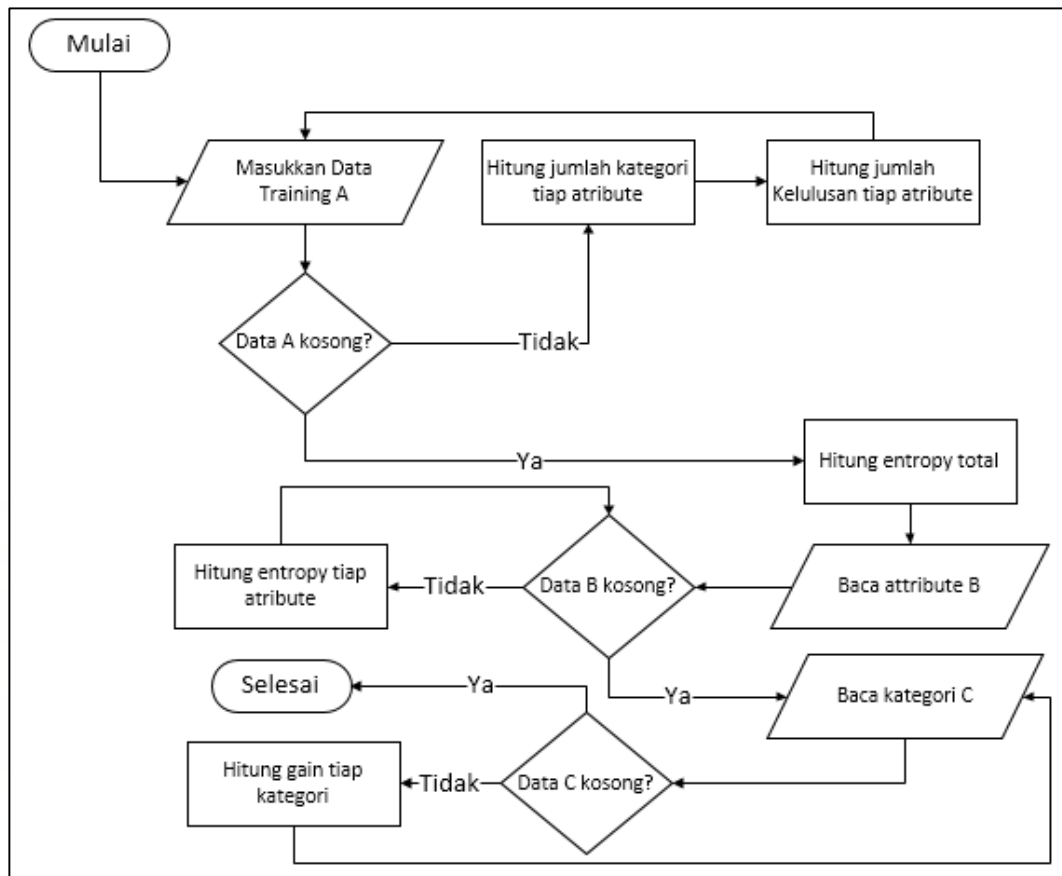 Mulai
Masukkan Data
Training A
Hitung jumlah kategori
tiap atribute
Hitung jumlah
Kelulusan tiap atribute
Data A kosong?
Tidak
Ya
Hitung entropy total
Hitung entropy tiap
atribute
Tidak
Data B kosong?
Baca attribute B
Selesai
Ya
Ya
Baca kategori C
Hitung gain tiap
kategori
Tidak
Data C kosong?